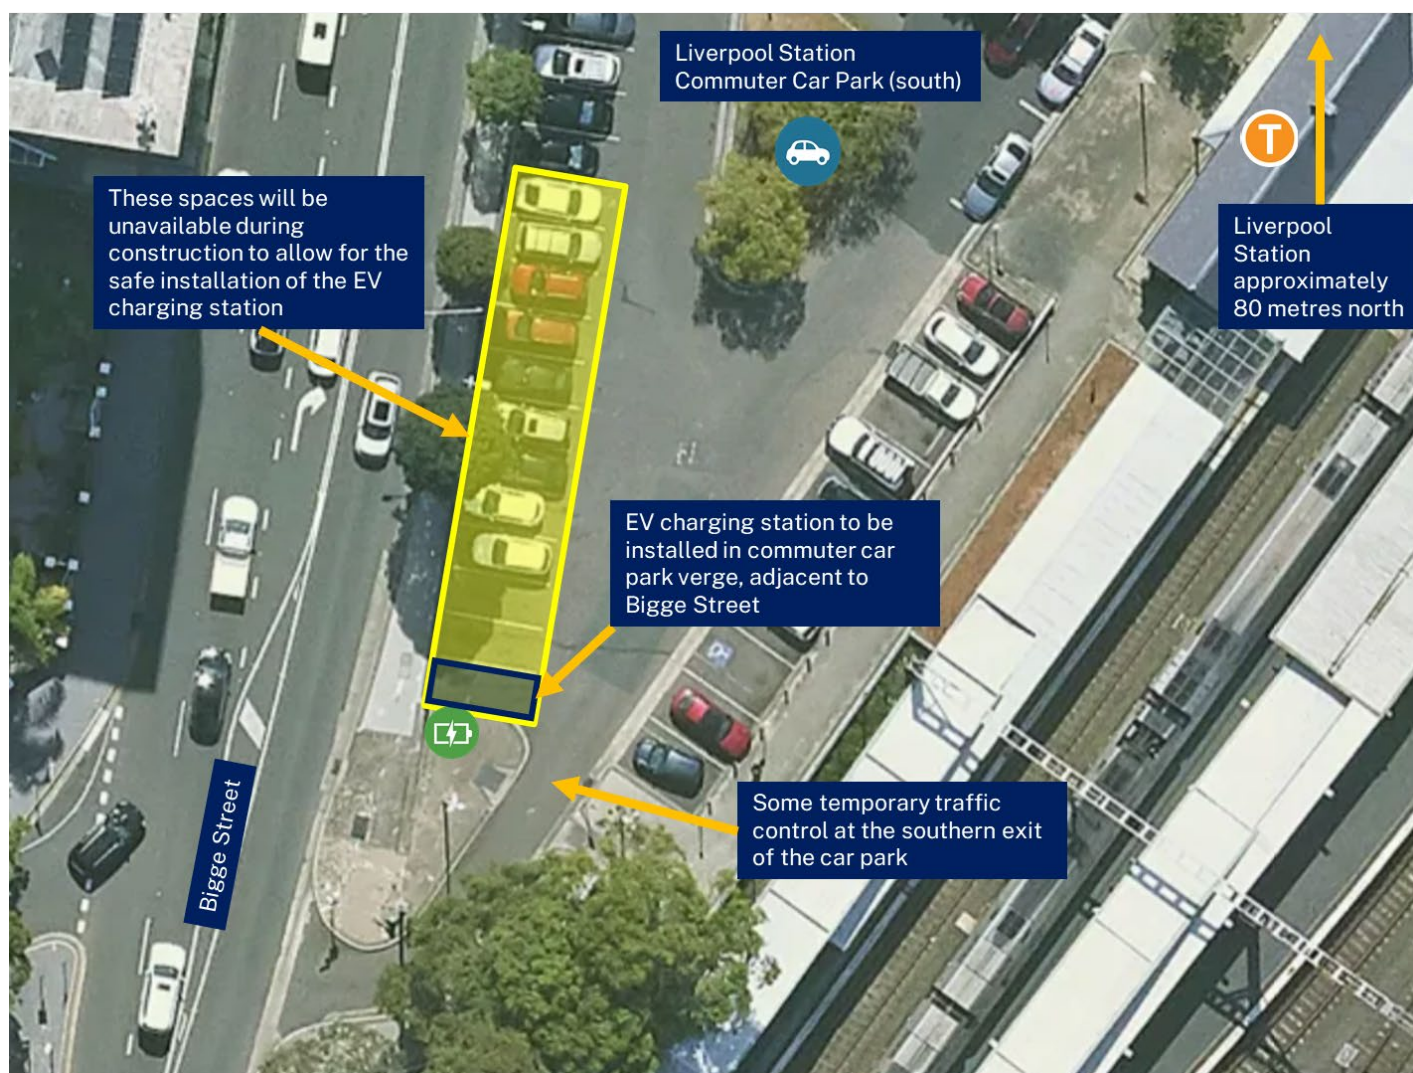 Liverpool Station
Commuter Car Park (south)
T
These spaces will be
unavailable during
construction to allow for the
safe installation of the EV
charging station
Liverpool
Station
approximately
80 metres north
EV charging station to be
installed in commuter car
park verge, adjacent to
Bigge Street
Some temporary traffic
control at the southern exit
of the car park
Bigge Street